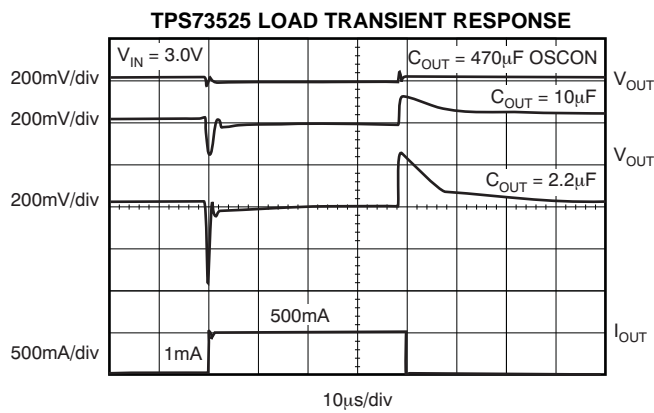 TPS73525 LOAD TRANSIENT RESPONSE
V_IN = 3.0V
C_OUT = 470μF OSCON
200mV/div
V_OUT
C_OUT = 10μF
200mV/div
V_OUT
C_OUT = 2.2μF
200mV/div
500mA
I_OUT
1mA
500mA/div
10μs/div